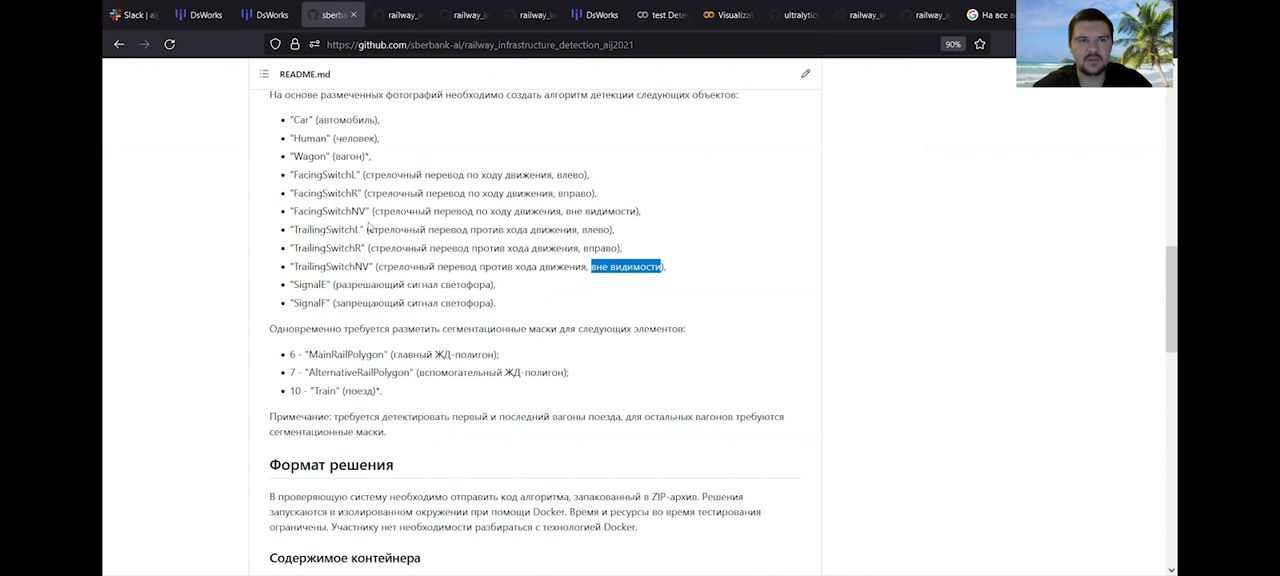 Slack | aij
DsWorks
DsWorks
sberba
railway_in
railway_in
railway_in
DsWorks
test Dete
Visualiza
ultralytics
railway_in
railway_in
На все в
https://github.com/sberbank-ai/railway_infrastructure_detection_aij2021
90%
README.md
На основе размеченных фотографий необходимо создать алгоритм детекции следующих объектов:
"Car" (автомобиль),
"Human" (человек),
"Wagon" (вагон)*,
"FacingSwitchL" (стрелочный перевод по ходу движения, влево),
"FacingSwitchR" (стрелочный перевод по ходу движения, вправо),
"FacingSwitchNV" (стрелочный перевод по ходу движения, вне видимости),
"TrailingSwitchL" (стрелочный перевод против хода движения, влево),
"TrailingSwitchR" (стрелочный перевод против хода движения, вправо),
"TrailingSwitchNV" (стрелочный перевод против хода движения, вне видимости),
"SignalE" (разрешающий сигнал светофора),
"SignalF" (запрещающий сигнал светофора).
Одновременно требуется разметить сегментационные маски для следующих элементов:
6 - "MainRailPolygon" (главный ЖД-полигон);
7 - "AlternativeRailPolygon" (вспомогательный ЖД-полигон);
10 - "Train" (поезд)*.
Примечание: требуется детектировать первый и последний вагоны поезда, для остальных вагонов требуются
сегментационные маски.
Формат решения
В проверяющую систему необходимо отправить код алгоритма, запакованный в ZIP-архив. Решения
запускаются в изолированном окружении при помощи Docker. Время и ресурсы во время тестирования
ограничены. Участнику нет необходимости разбираться с технологией Docker.
Содержимое контейнера